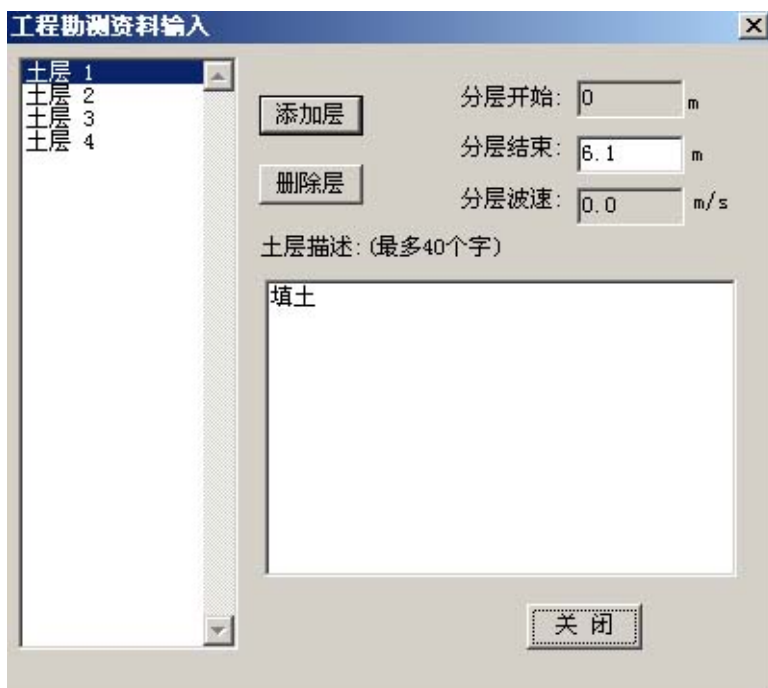 工程勘测资料输入
土层 1
土层 2
土层 3
土层 4
添加层
删除层
分层开始: 0 m
分层结束: 6.1 m
分层波速: 0.0 m/s
土层描述:(最多40个字)
填土
关 闭